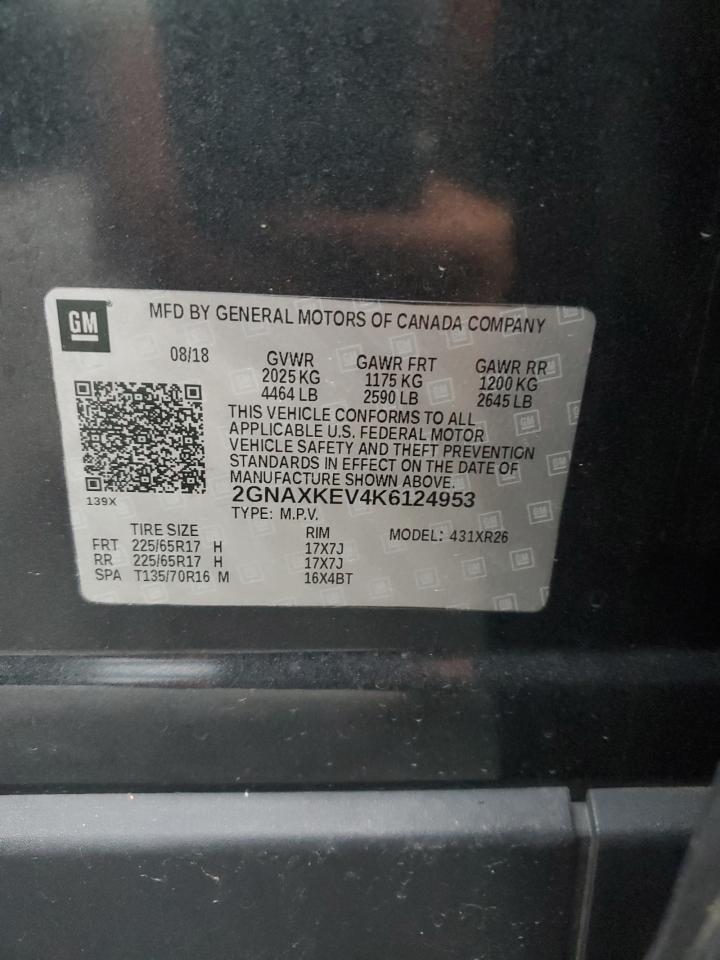 GM
MFD BY GENERAL MOTORS OF CANADA COMPANY
08/18 GVWR GAWR FRT GAWR RR
2025 KG 1175 KG 1200 KG
4464 LB 2590 LB 2645 LB
THIS VEHICLE CONFORMS TO ALL
APPLICABLE U.S. FEDERAL MOTOR
VEHICLE SAFETY AND THEFT PREVENTION
STANDARDS IN EFFECT ON THE DATE OF
MANUFACTURE SHOWN ABOVE.
139X 2GNAXKEV4K6124953
TYPE: M.P.V.
TIRE SIZE RIM MODEL: 431XR26
FRT 225/65R17 H 17X7J
RR 225/65R17 H 17X7J
SPA T135/70R16 M 16X4BT